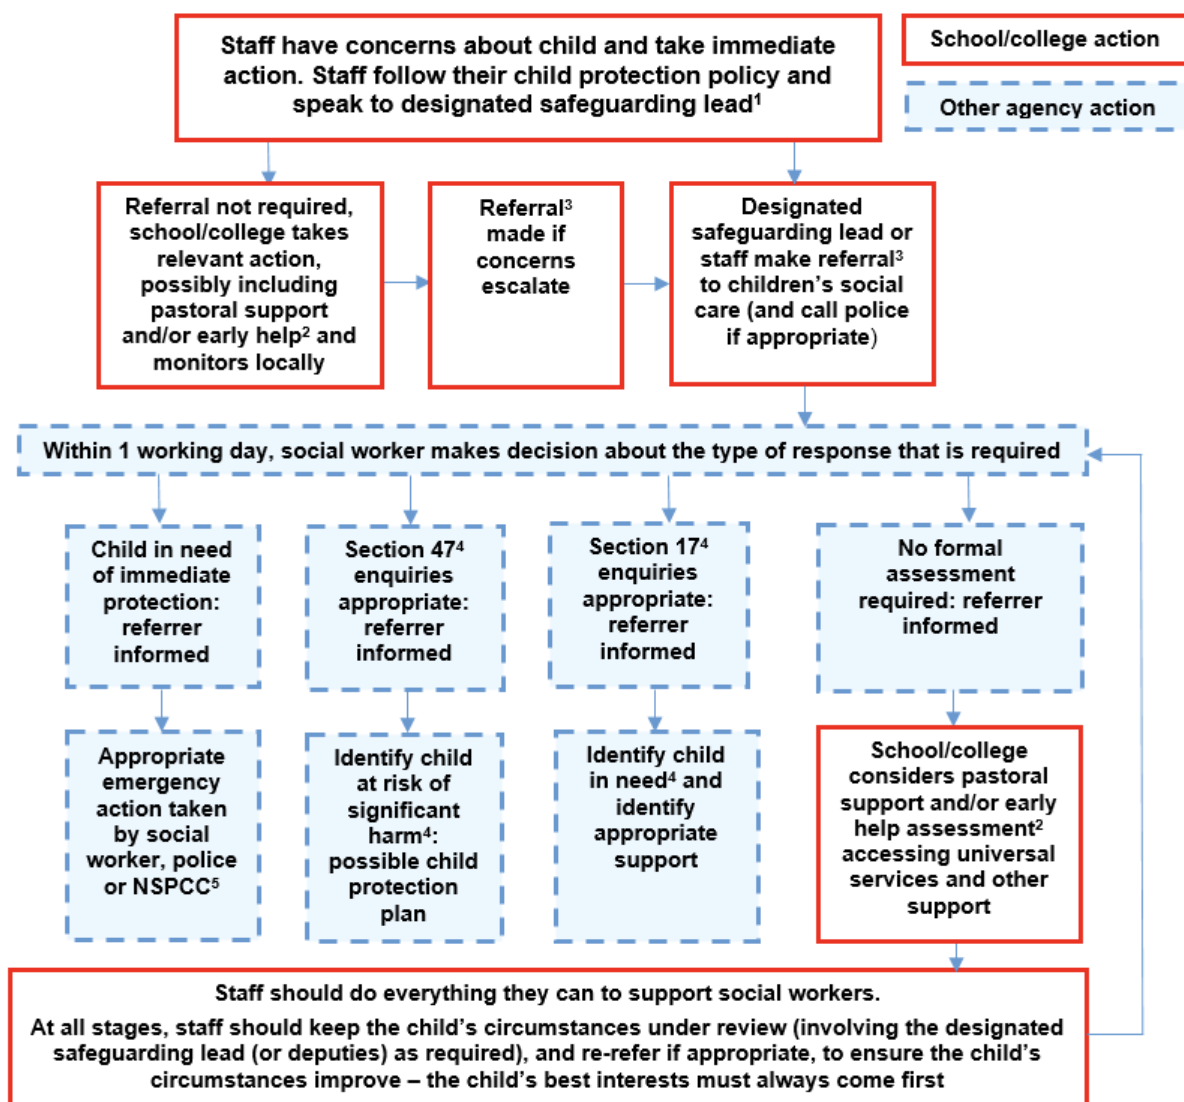 Staff have concerns about child and take immediate
action. Staff follow their child protection policy and
speak to designated safeguarding lead¹
School/college action
Other agency action
Referral not required,
school/college takes
relevant action,
possibly including
pastoral support
and/or early help² and
monitors locally
Referral³
made if
concerns
escalate
Designated
safeguarding lead or
staff make referral³
to children’s social
care (and call police
if appropriate)
Within 1 working day, social worker makes decision about the type of response that is required
Child in need
of immediate
protection:
referrer
informed
Section 47⁴
enquiries
appropriate:
referrer
informed
Section 17⁴
enquiries
appropriate:
referrer
informed
No formal
assessment
required: referrer
informed
Appropriate
emergency
action taken
by social
worker, police
or NSPCC⁵
Identify child
at risk of
significant
harm⁴:
possible child
protection
plan
Identify child
in need⁴ and
identify
appropriate
support
School/college
considers pastoral
support and/or early
help assessment²
accessing universal
services and other
support
Staff should do everything they can to support social workers.
At all stages, staff should keep the child’s circumstances under review (involving the designated
safeguarding lead (or deputies) as required), and re-refer if appropriate, to ensure the child’s
circumstances improve – the child’s best interests must always come first